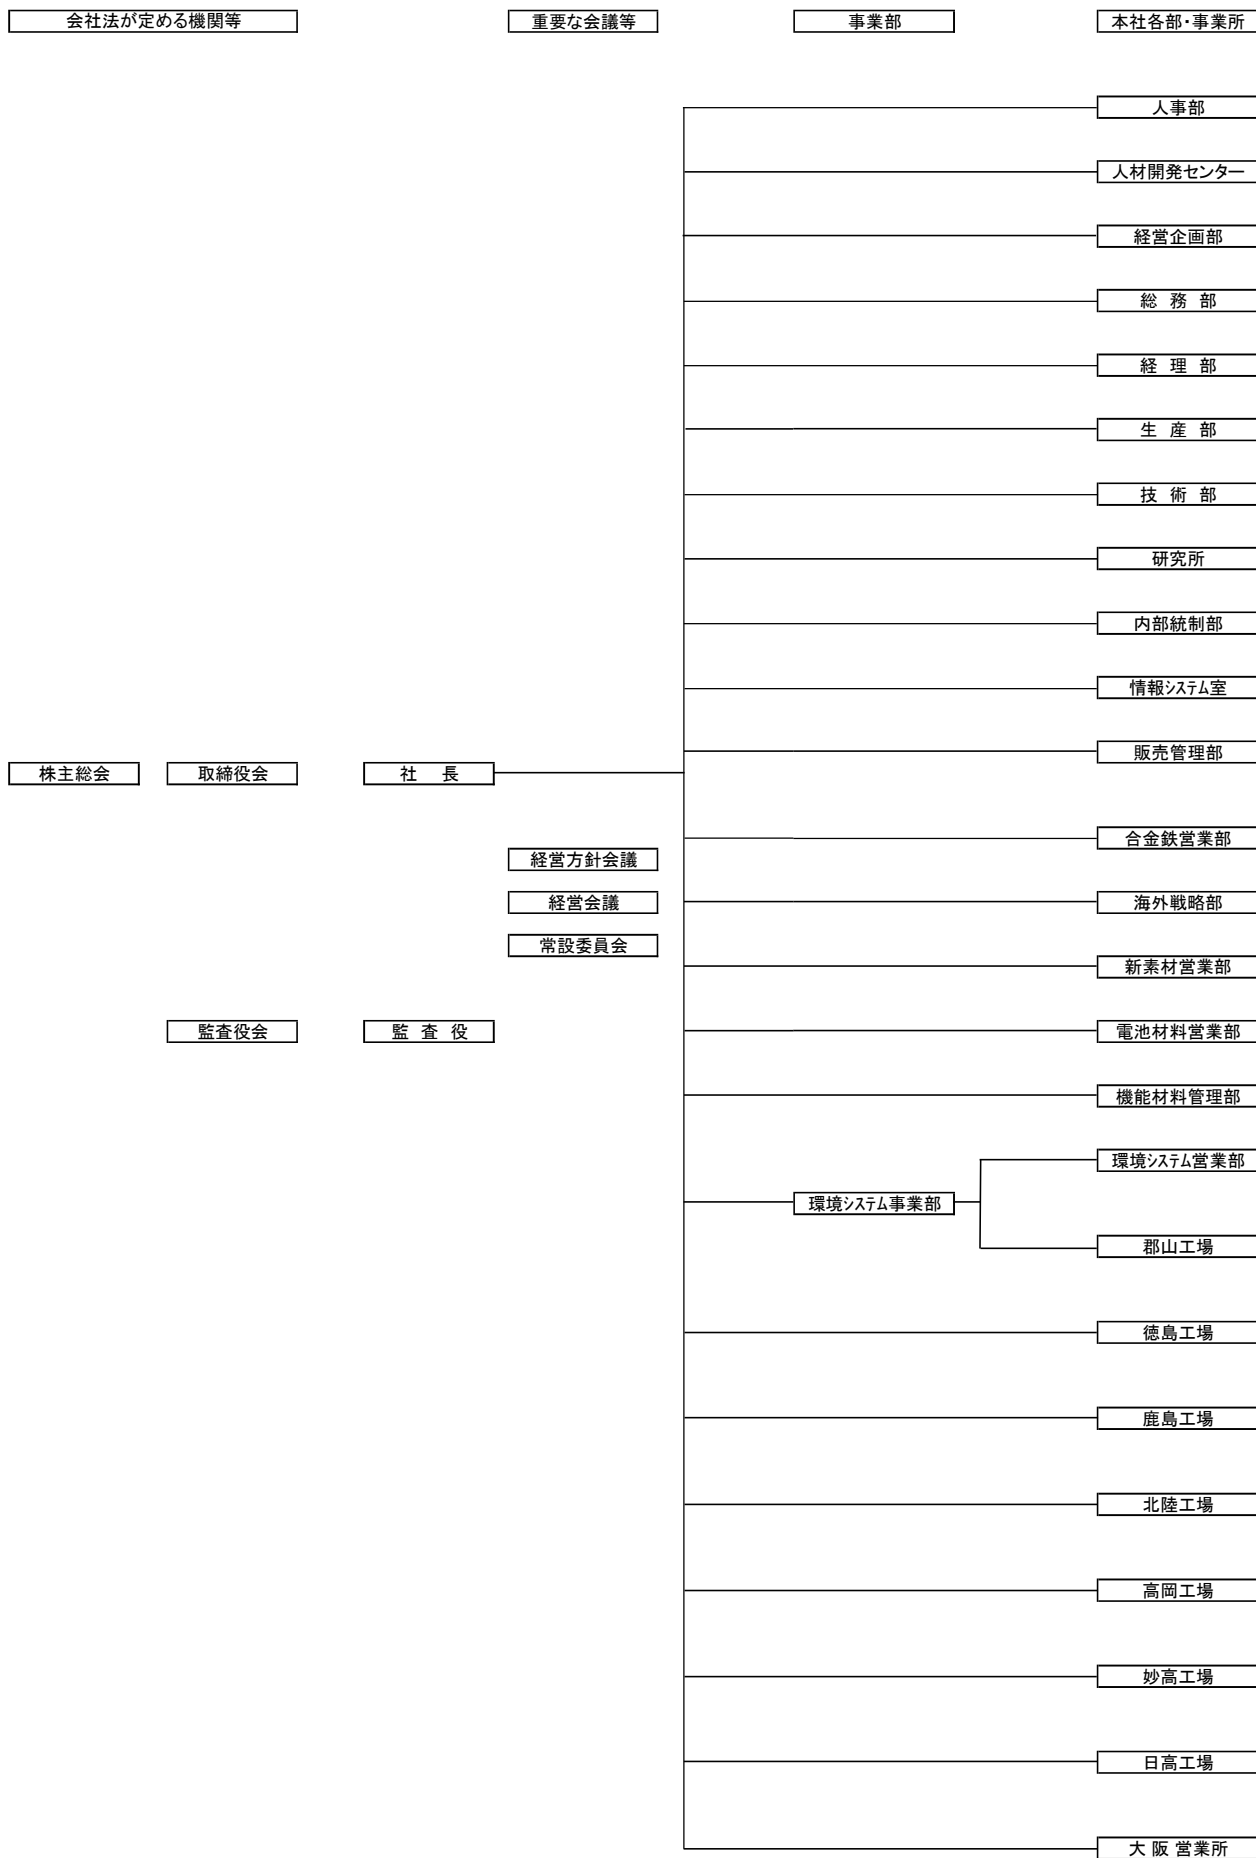 会社法が定める機関等
重要な会議等
事業部
本社各部・事業所
人事部
人材開発センター
経営企画部
総 務 部
経 理 部
生 産 部
技 術 部
研究所
内部統制部
情報システム室
販売管理部
株主総会
取締役会
社 長
合金鉄営業部
経営方針会議
経営会議
海外戦略部
常設委員会
新素材営業部
監査役会
監 査 役
電池材料営業部
機能材料管理部
環境システム営業部
環境システム事業部
郡山工場
徳島工場
鹿島工場
北陸工場
高岡工場
妙高工場
日高工場
大 阪 営業所